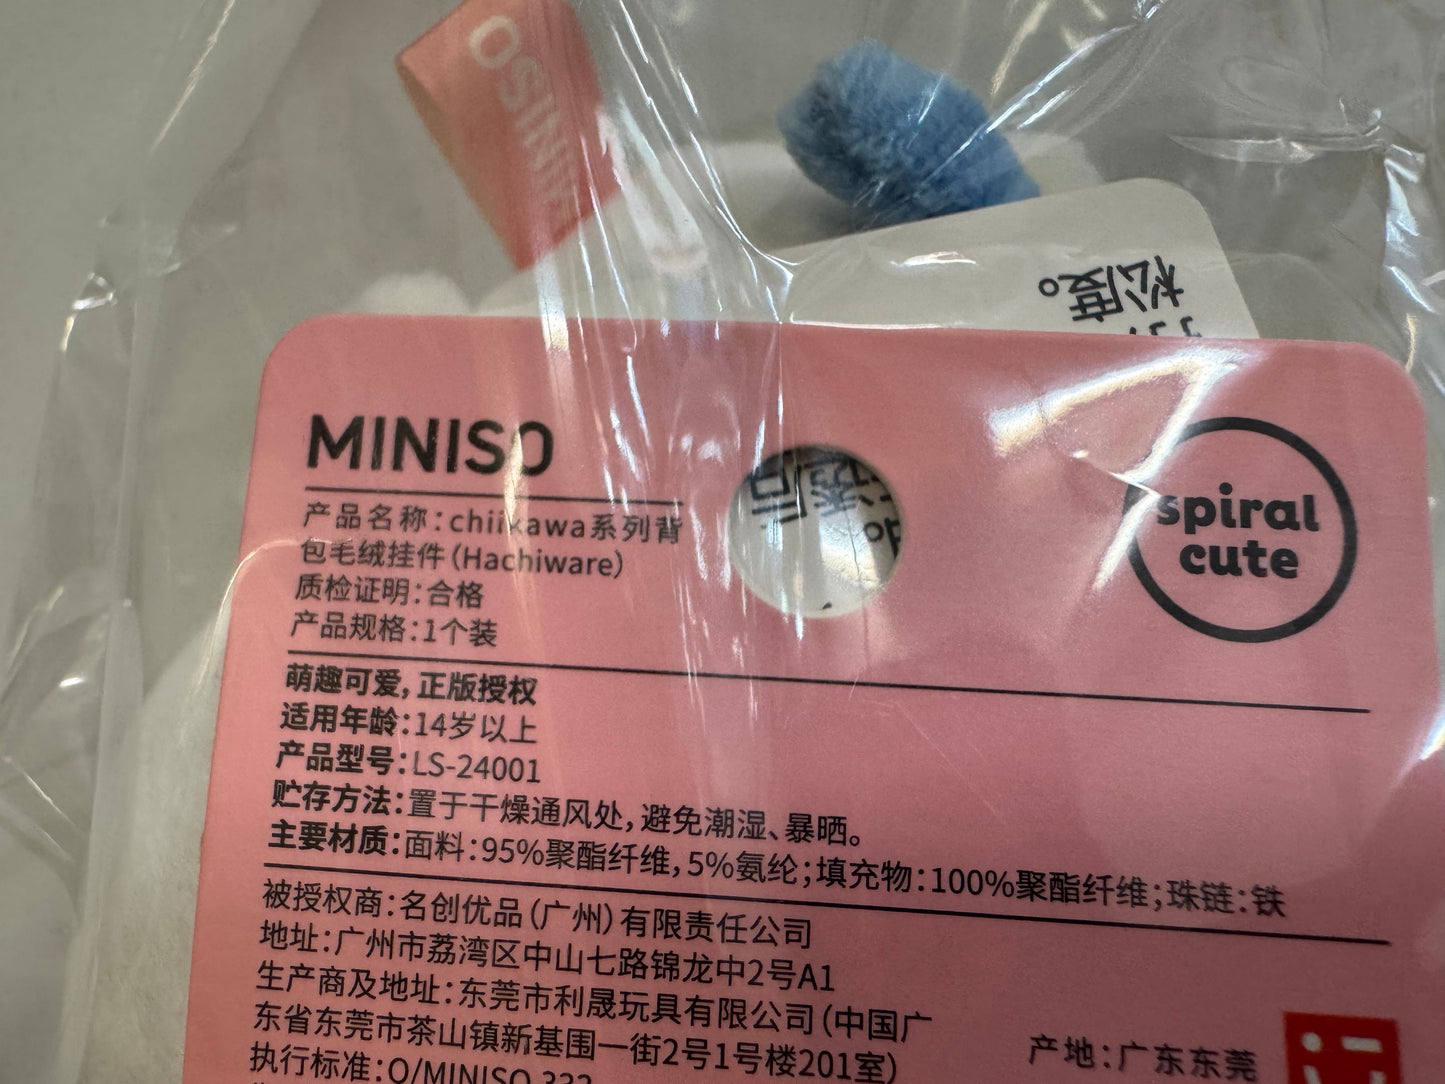 MINISO
松
度。
MINISO
spiral
cute
产品名称：chiikawa系列背
包毛绒挂件（Hachiware）
质检证明：合格
产品规格：1个装
萌趣可爱，正版授权
适用年龄：14岁以上
产品型号：LS-24001
贮存方法：置于干燥通风处，避免潮湿、暴晒。
主要材质：面料：95%聚酯纤维，5%氨纶；填充物：100%聚酯纤维；珠链：铁
被授权商：名创优品（广州）有限责任公司
地址：广州市荔湾区中山七路锦龙中2号A1
生产商及地址：东莞市利晟玩具有限公司（中国广
东省东莞市茶山镇新基围一街2号1号楼201室）
执行标准：Q/MINISO 332
产地：广东东莞